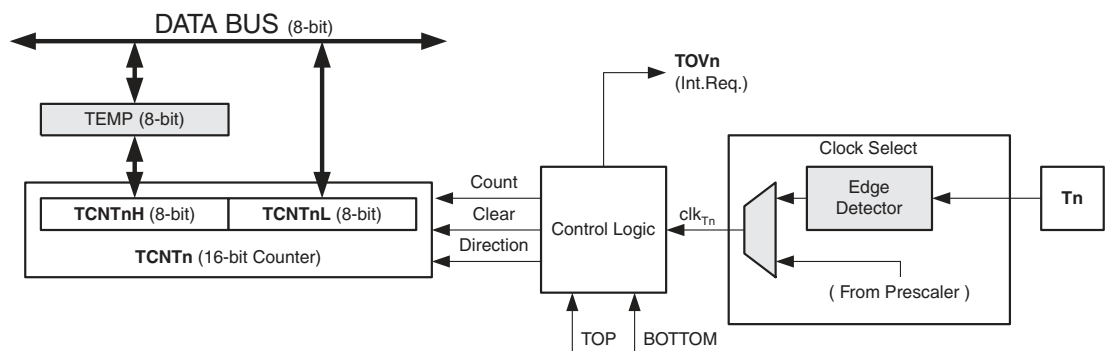 DATA BUS (8-bit)
TOVn
(Int.Req.)
TEMP (8-bit)
Clock Select
Edge
Detector
Tn
Count
TCNTnH (8-bit) TCNTnL (8-bit)
Clear
Control Logic
clkTn
Direction
TCNTn (16-bit Counter)
( From Prescaler )
TOP
BOTTOM